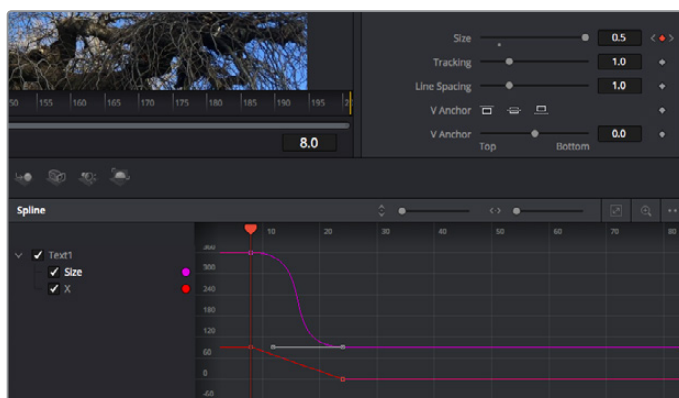 Size 0.5
50 155 160 165 170 175 180 185 190 195
Tracking 1.0
Line Spacing 1.0
V Anchor
8.0
V Anchor 0.0
Top Bottom
Spline
10 20 30 40 50 60 70 80
Text1
Size
X
360
300
240
180
120
60
0
-60